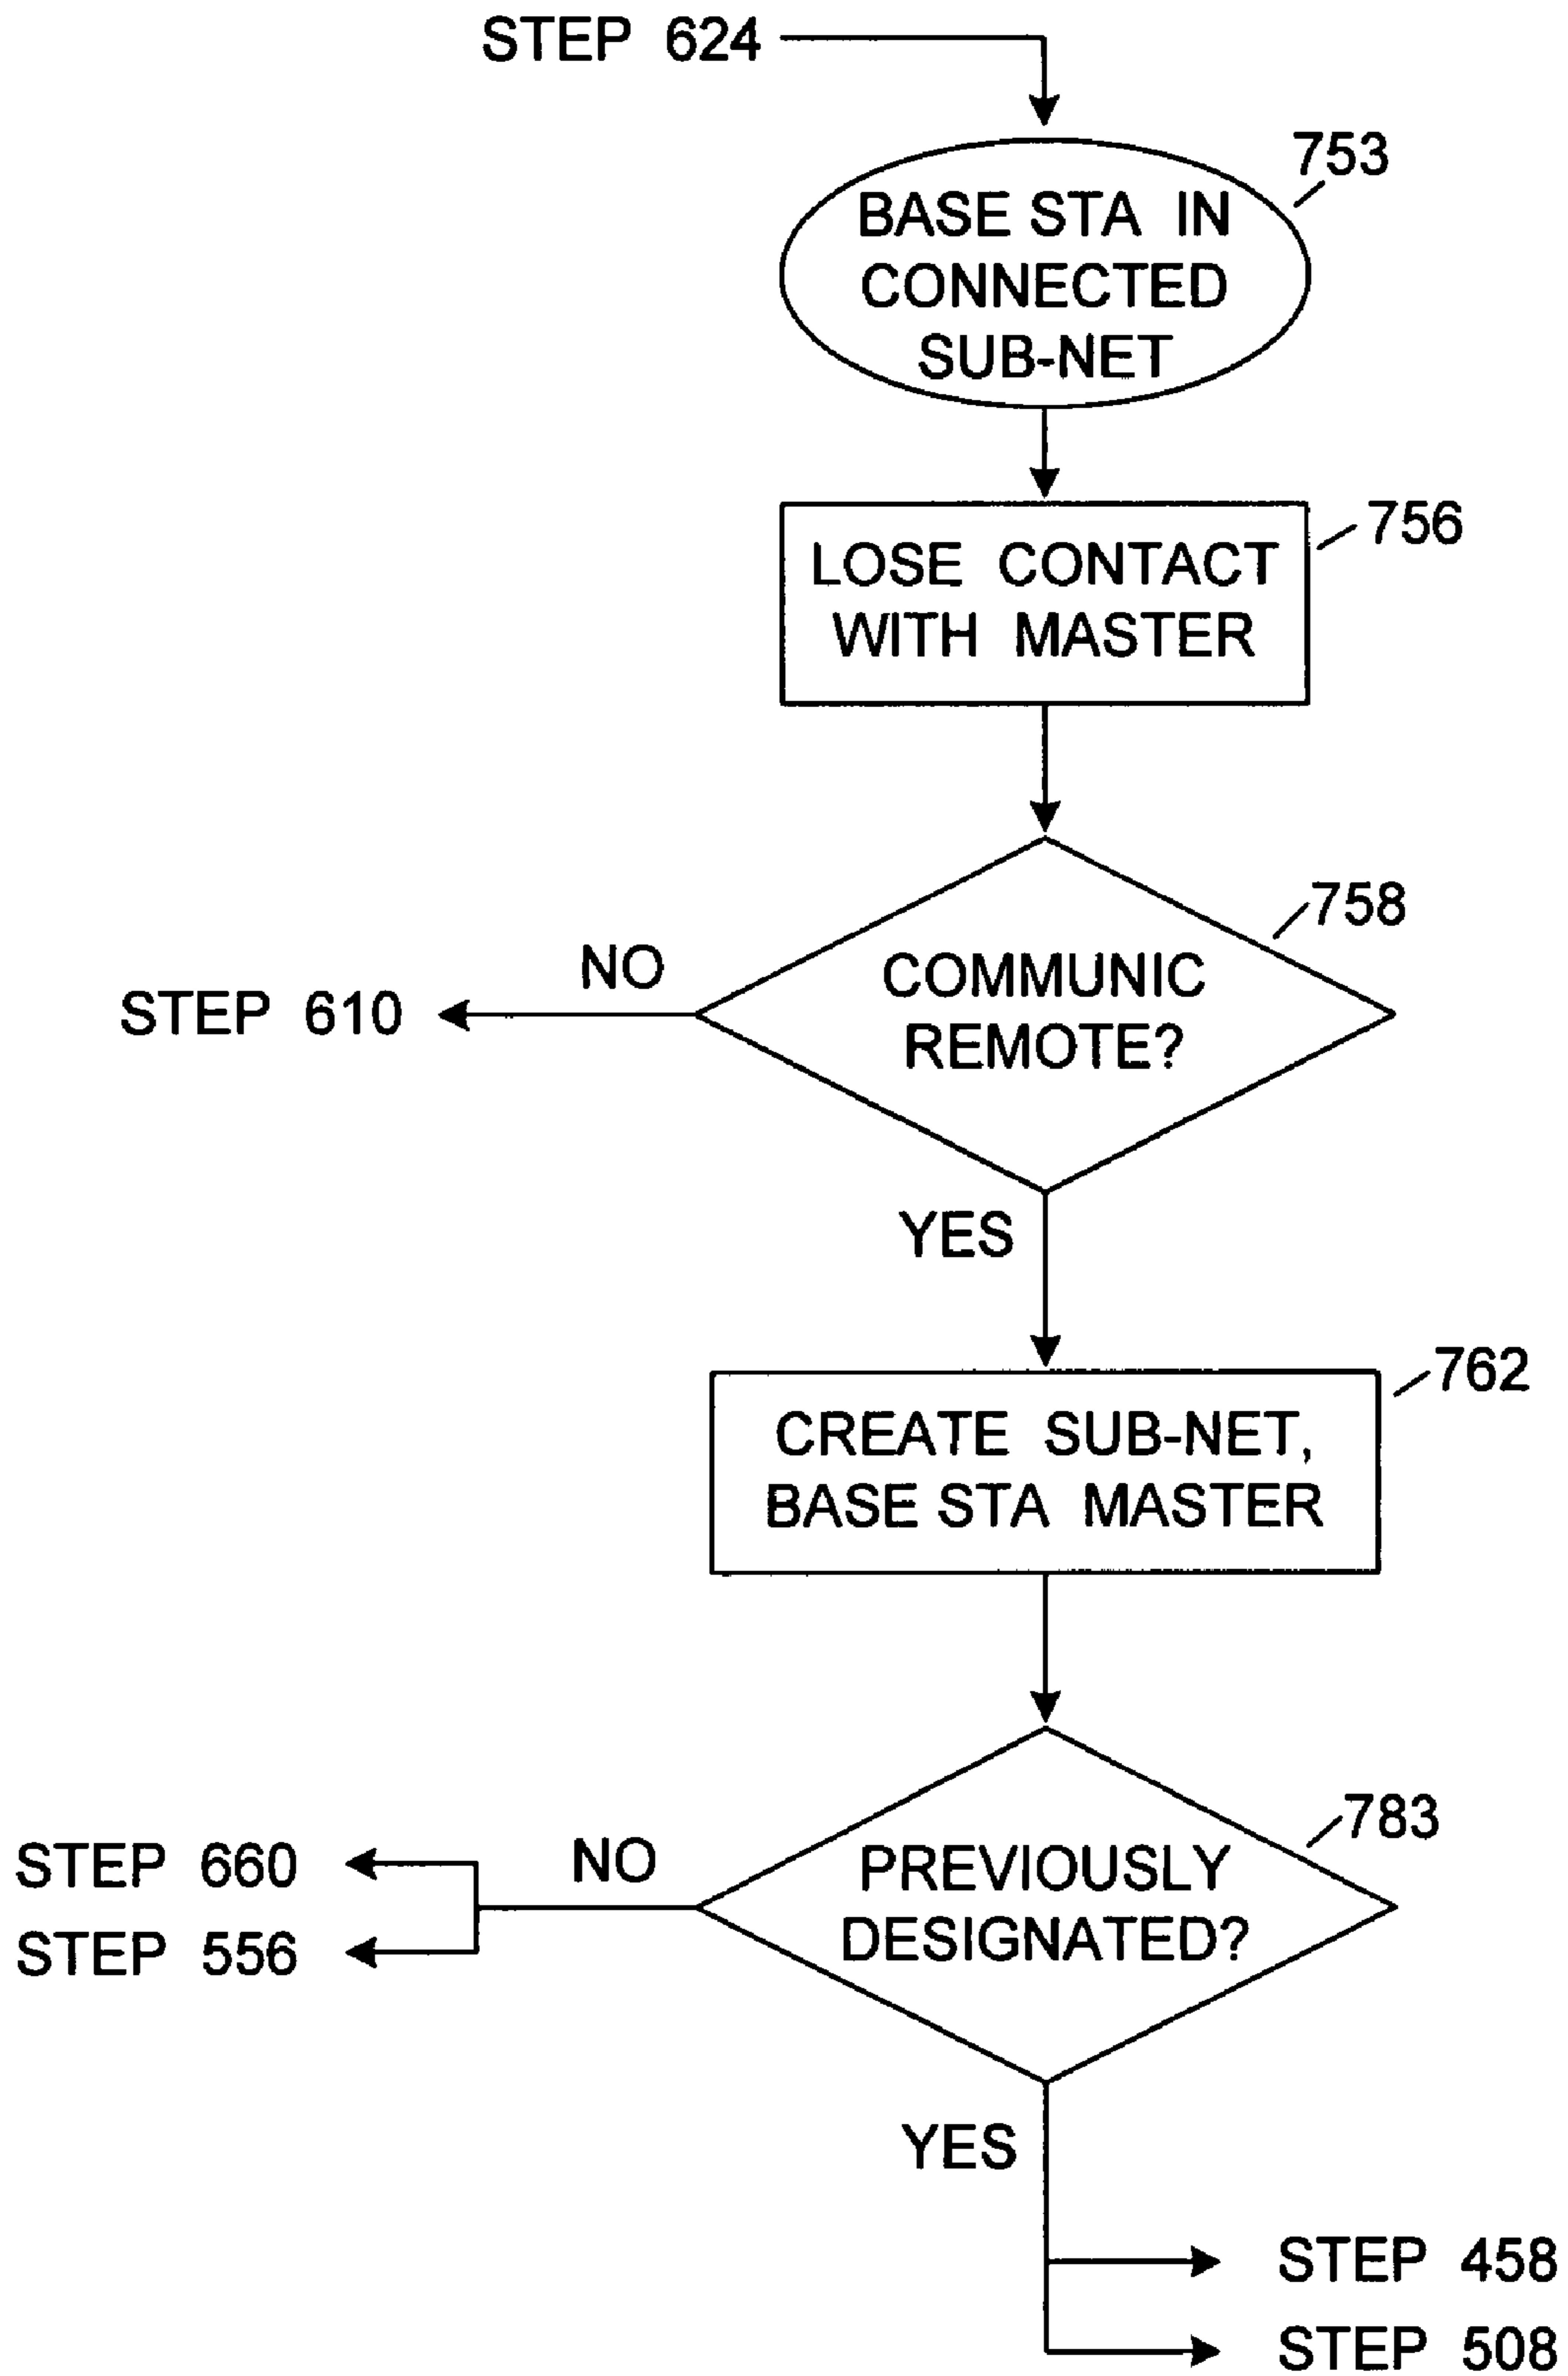 STEP 624
753
BASE STA IN
CONNECTED
SUB-NET
756
LOSE CONTACT
WITH MASTER
758
NO
COMMUNIC
REMOTE?
STEP 610
YES
762
CREATE SUB-NET,
BASE STA MASTER
783
NO
PREVIOUSLY
DESIGNATED?
STEP 660
STEP 556
YES
STEP 458
STEP 508